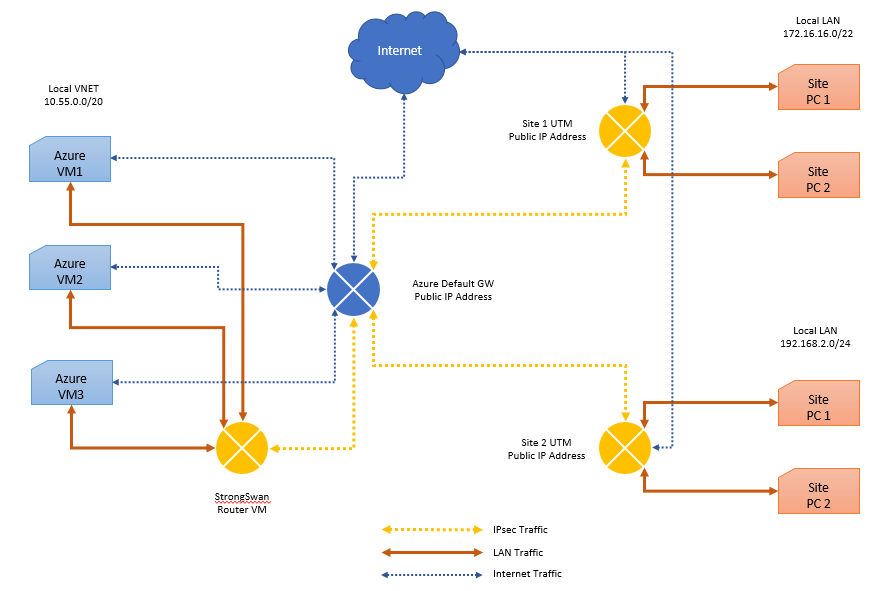 Internet
Local LAN
172.16.16.0/22
Site
PC 1
Site 1 UTM
Public IP Address
Site
PC 2
Local VNET
10.55.0.0/20
Azure
VM1
Azure
VM2
Azure
VM3
Azure Default GW
Public IP Address
Local LAN
192.168.2.0/24
Site
PC 1
Site 2 UTM
Public IP Address
Site
PC 2
StrongSwan
Router VM
IPsec Traffic
LAN Traffic
Internet Traffic